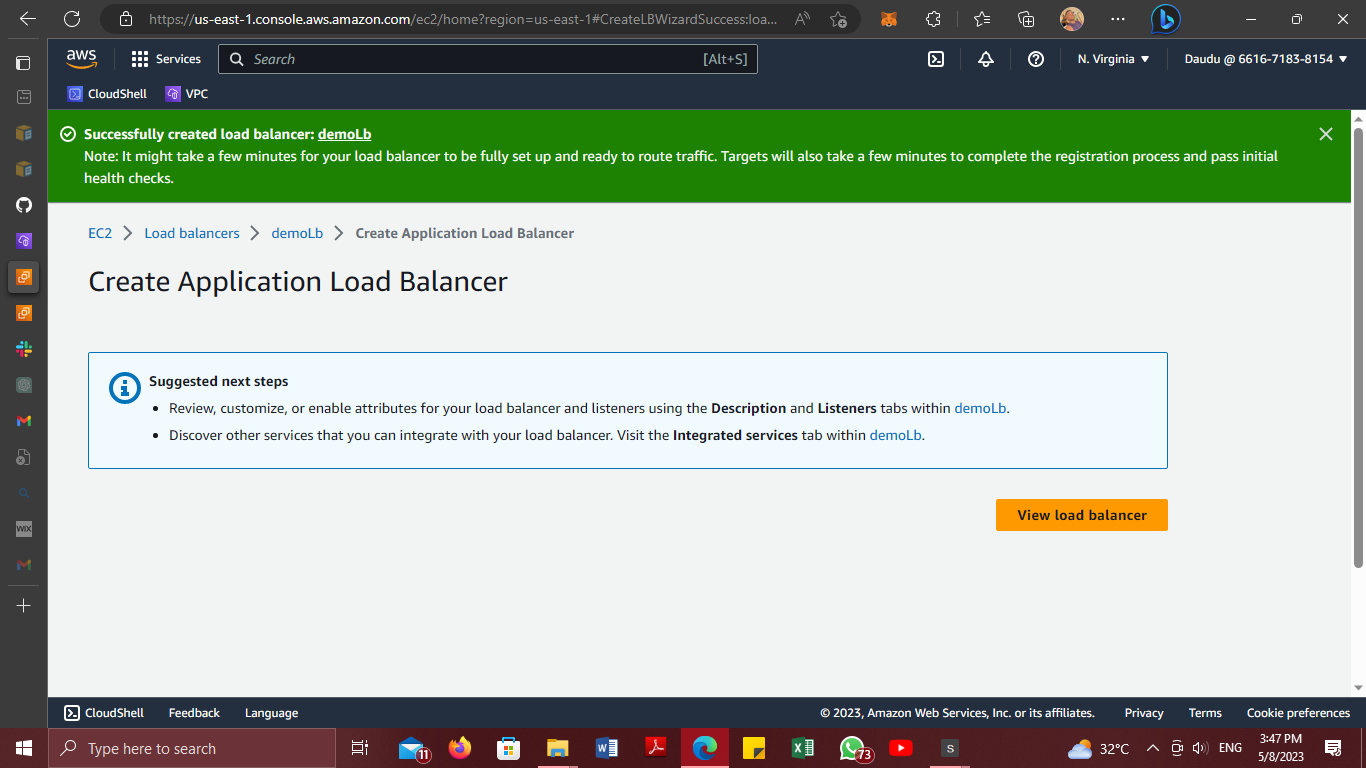 https://us-east-1.console.aws.amazon.com/ec2/home?region=us-east-1#CreateLBWizardSuccess:loa...
aws
Services
Search
[Alt+S]
N. Virginia
Daudu @ 6616-7183-8154
CloudShell
VPC
Successfully created load balancer: demoLb
Note: It might take a few minutes for your load balancer to be fully set up and ready to route traffic. Targets will also take a few minutes to complete the registration process and pass initial
health checks.
EC2
Load balancers
demoLb
Create Application Load Balancer
Create Application Load Balancer
Suggested next steps
Review, customize, or enable attributes for your load balancer and listeners using the Description and Listeners tabs within demoLb.
Discover other services that you can integrate with your load balancer. Visit the Integrated services tab within demoLb.
View load balancer
WIX
CloudShell
Feedback
Language
© 2023, Amazon Web Services, Inc. or its affiliates.
Privacy
Terms
Cookie preferences
Type here to search
11
73
S
32°C
ENG
3:47 PM
5/8/2023